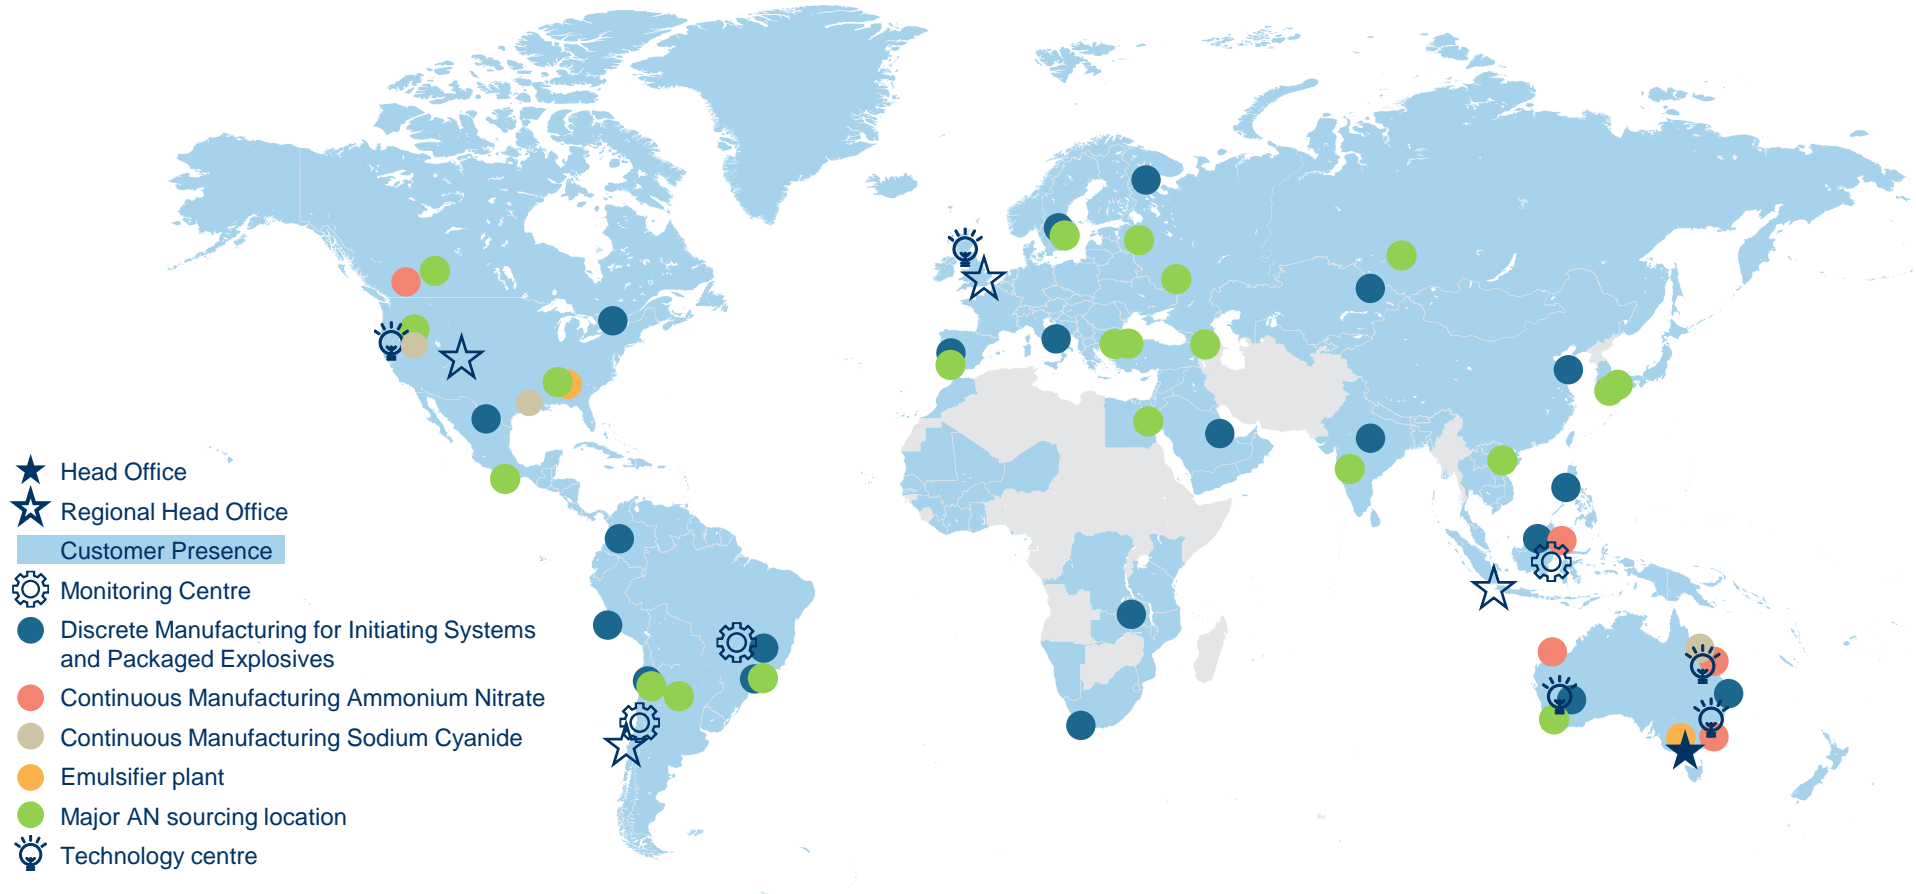 Head Office
Regional Head Office
Customer Presence
Monitoring Centre
Discrete Manufacturing for Initiating Systems
and Packaged Explosives
Continuous Manufacturing Ammonium Nitrate
Continuous Manufacturing Sodium Cyanide
Emulsifier plant
Major AN sourcing location
Technology centre